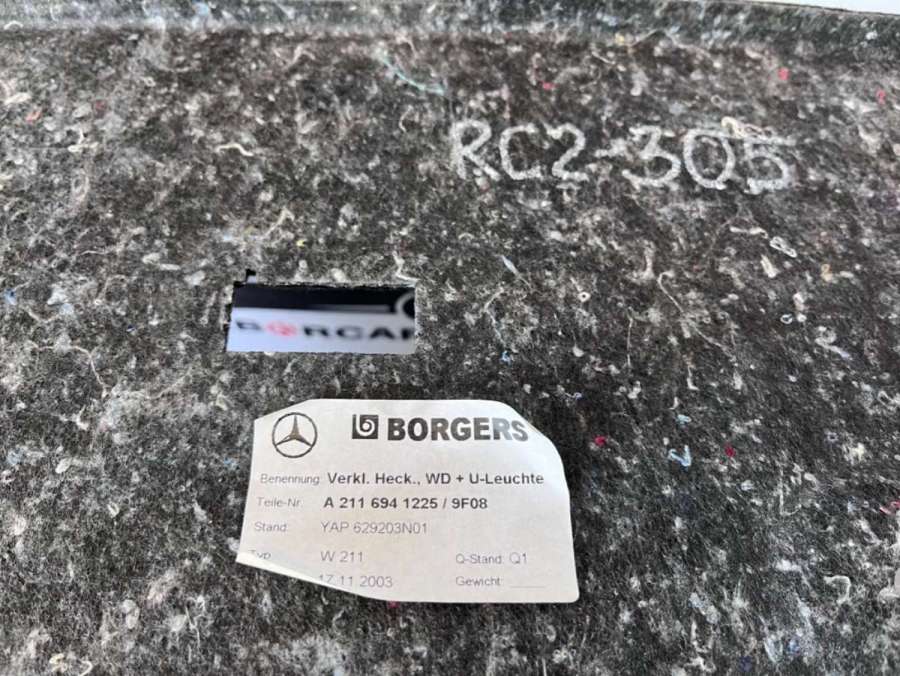 RC2-305
BORCAR
BORGERS
Benennung: Verkl. Heck., WD + U-Leuchte
Teile-Nr. A 211 694 1225 / 9F08
Stand: YAP 629203N01
Typ W 211 Q-Stand: Q1
17.11.2003 Gewicht